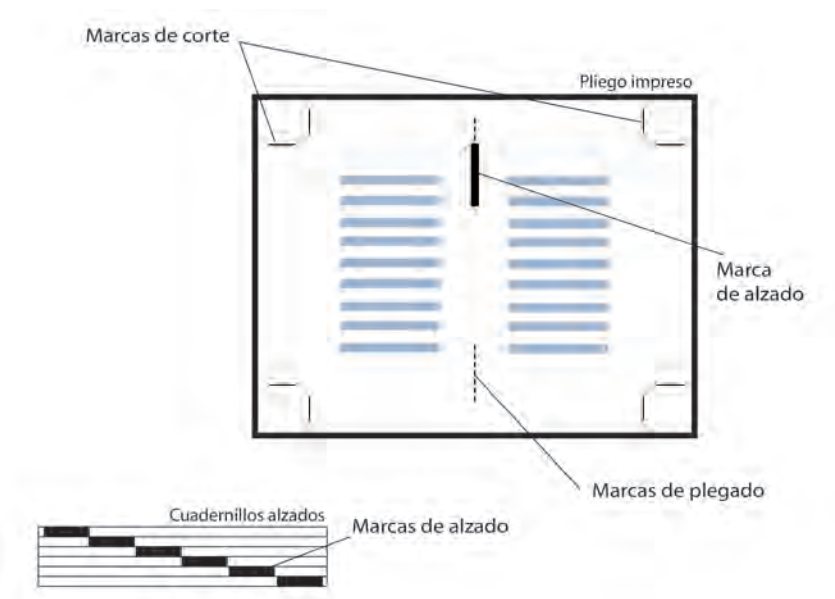 Marcas de corte
Pliego impreso
Marca
de alzado
Marcas de plegado
Cuadernillos alzados
Marcas de alzado